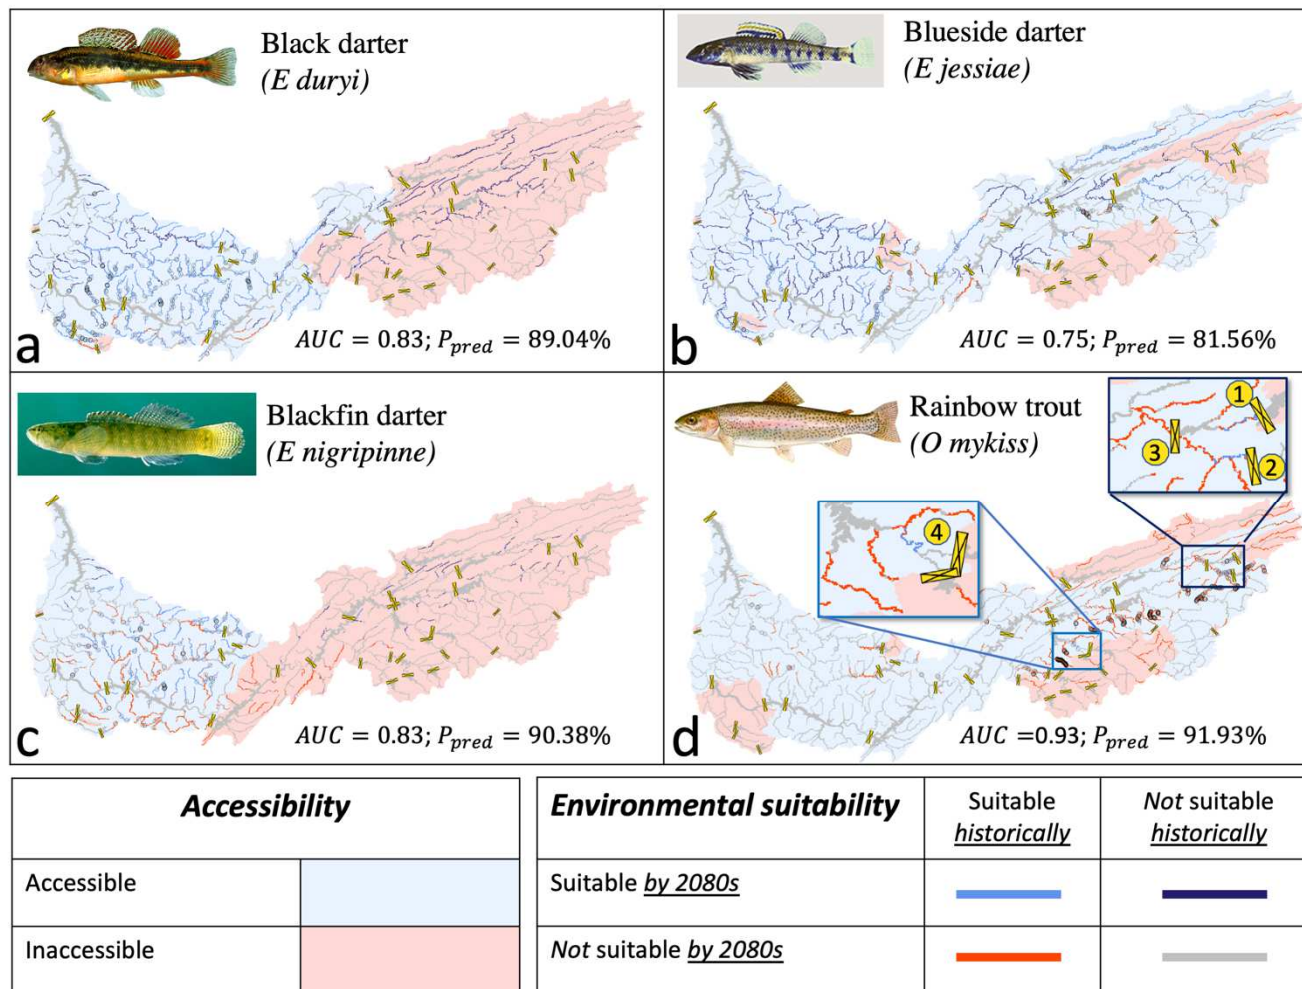 Black darter
(E duryi)
AUC = 0.83; Ppred = 89.04%
a
Blueside darter
(E jessiae)
AUC = 0.75; Ppred = 81.56%
b
Blackfin darter
(E nigripinne)
AUC = 0.83; Ppred = 90.38%
c
Rainbow trout
(O mykiss)
1
3
2
4
AUC =0.93; Ppred = 91.93%
d
Accessibility
Accessible
Inaccessible
Environmental suitability
Suitable
historically
Not suitable
historically
Suitable by 2080s
Not suitable by 2080s